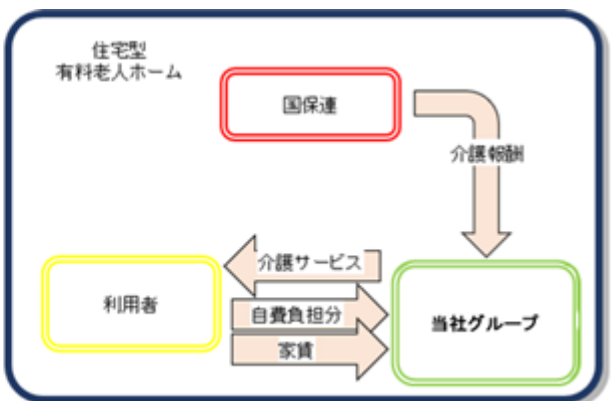 住宅型
有料老人ホーム
国保連
介護報酬
介護サービス
利用者
自費負担分
当社グループ
家賃